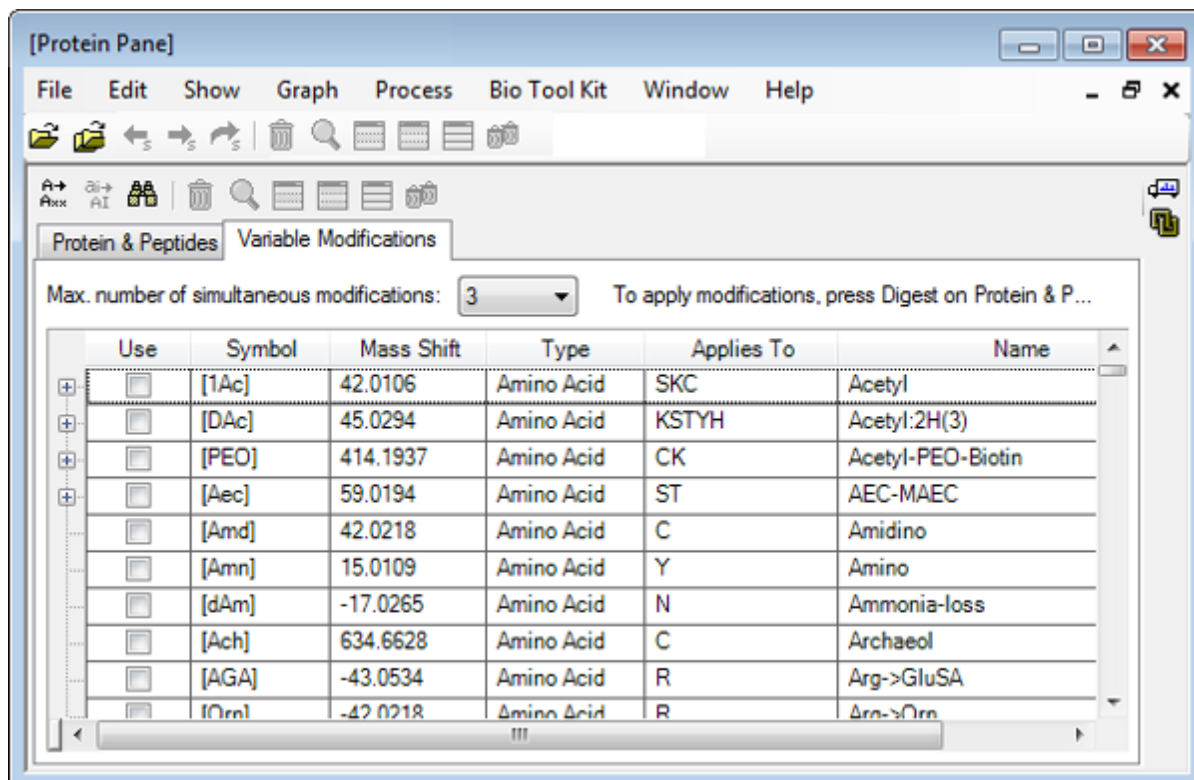 [Protein Pane]
File Edit Show Graph Process Bio Tool Kit Window Help
Protein & Peptides Variable Modifications
Max. number of simultaneous modifications: 3 To apply modifications, press Digest on Protein & P...
Use Symbol Mass Shift Type Applies To Name
[1Ac] 42.0106 Amino Acid SKC Acetyl
[DAc] 45.0294 Amino Acid KSTYH Acetyl:2H(3)
[PEO] 414.1937 Amino Acid CK Acetyl-PEO-Biotin
[Aec] 59.0194 Amino Acid ST AEC-MAEC
[Amd] 42.0218 Amino Acid C Amidino
[Amn] 15.0109 Amino Acid Y Amino
[dAm] -17.0265 Amino Acid N Ammonia-loss
[Ach] 634.6628 Amino Acid C Archaeol
[AGA] -43.0534 Amino Acid R Arg->GluSA
[Orn] -42.0218 Amino Acid R Arg->Orn